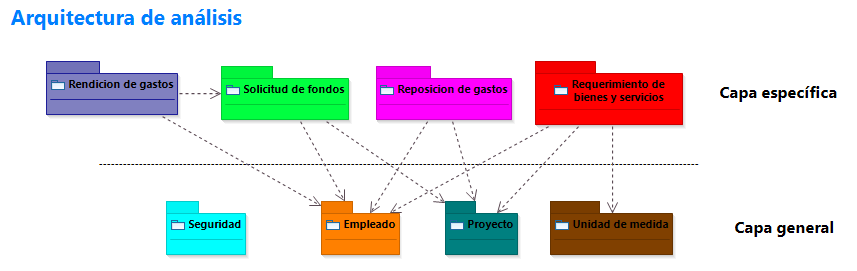 Arquitectura de análisis
Rendicion de gastos
Solicitud de fondos
Reposicion de gastos
Requerimiento de
bienes y servicios
Capa específica
Seguridad
Empleado
Proyecto
Unidad de medida
Capa general